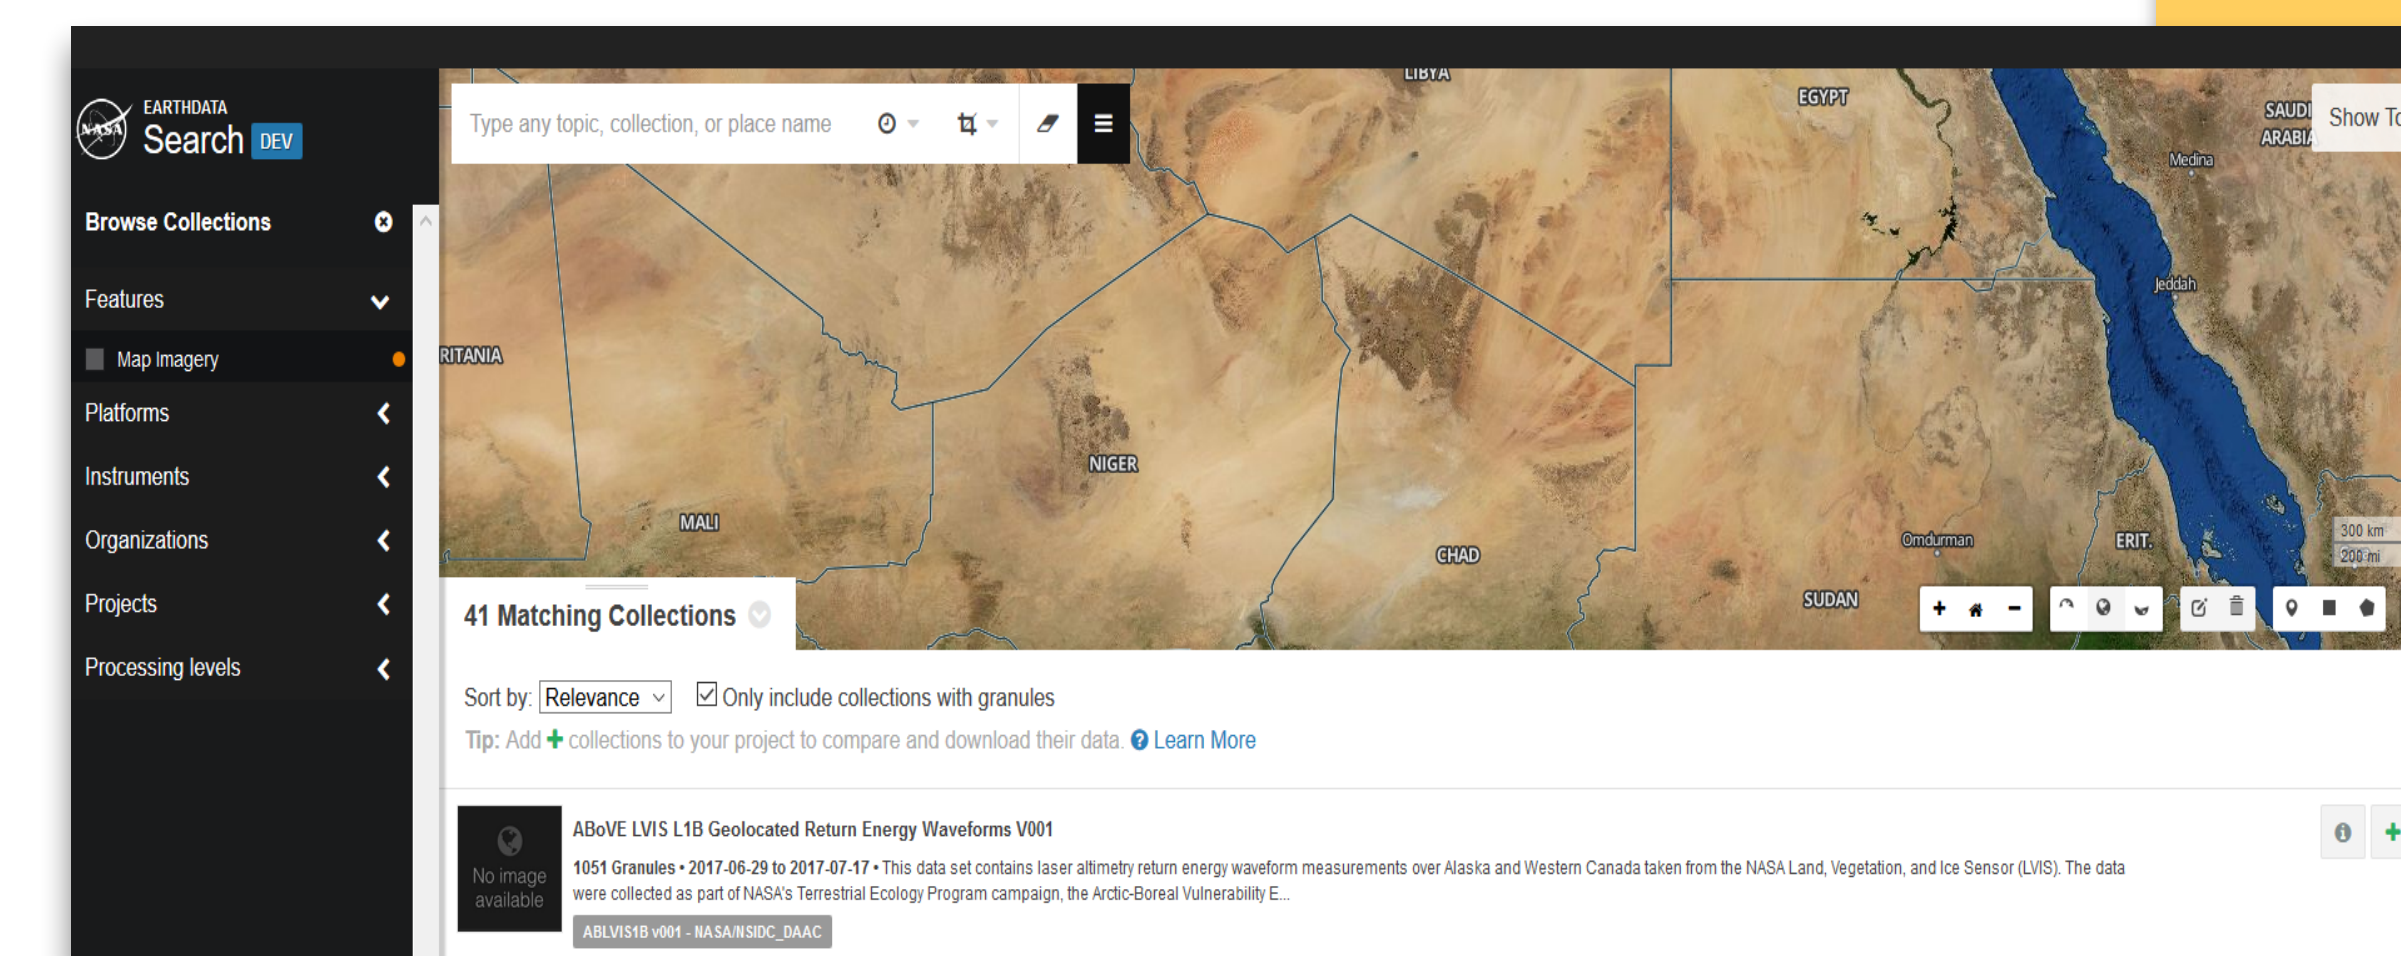 NASA
EARTHDATA
Search DEV
Browse Collections
Features
Map Imagery
Platforms
Instruments
Organizations
Projects
Processing levels
Type any topic, collection, or place name
LIBYA
EGYPT
SAUDI
ARABIA
Show To
Medina
Jeddah
RITANIA
NIGER
MALI
CHAD
Omdurman
ERIT.
SUDAN
300 km
200 mi
41 Matching Collections
Sort by: Relevance Only include collections with granules
Tip: Add + collections to your project to compare and download their data. ? Learn More
No image
available
ABoVE LVIS L1B Geolocated Return Energy Waveforms V001
1051 Granules • 2017-06-29 to 2017-07-17 • This data set contains laser altimetry return energy waveform measurements over Alaska and Western Canada taken from the NASA Land, Vegetation, and Ice Sensor (LVIS). The data
were collected as part of NASA's Terrestrial Ecology Program campaign, the Arctic-Boreal Vulnerability E...
ABLVIS1B v001 - NASA/NSIDC_DAAC